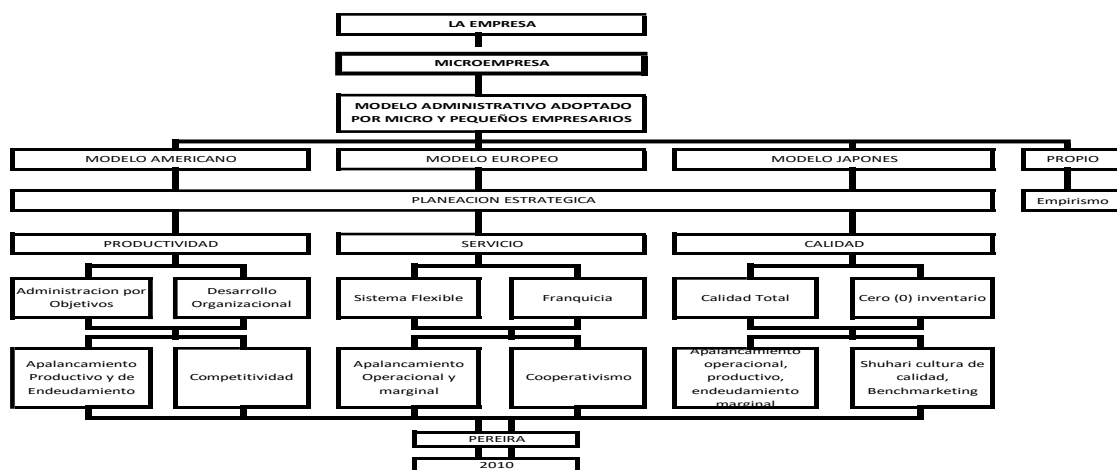 LA EMPRESA
MICROEMPRESA
MODELO ADMINISTRATIVO ADOPTADO
POR MICRO Y PEQUEÑOS EMPRESARIOS
MODELO AMERICANO
MODELO EUROPEO
MODELO JAPONES
PROPIO
PLANEACION ESTRATEGICA
Empirismo
PRODUCTIVIDAD
SERVICIO
CALIDAD
Administracion por
Objetivos
Desarrollo
Organizacional
Sistema Flexible
Franquicia
Calidad Total
Cero (0) inventario
Apalancamiento
Productivo y de
Endeudamiento
Competitividad
Apalancamiento
Operacional y
marginal
Cooperativismo
Apalancamiento
operacional,
productivo,
endeudamiento
marginal
Shuhari cultura de
calidad,
Benchmarketing
PEREIRA
2010